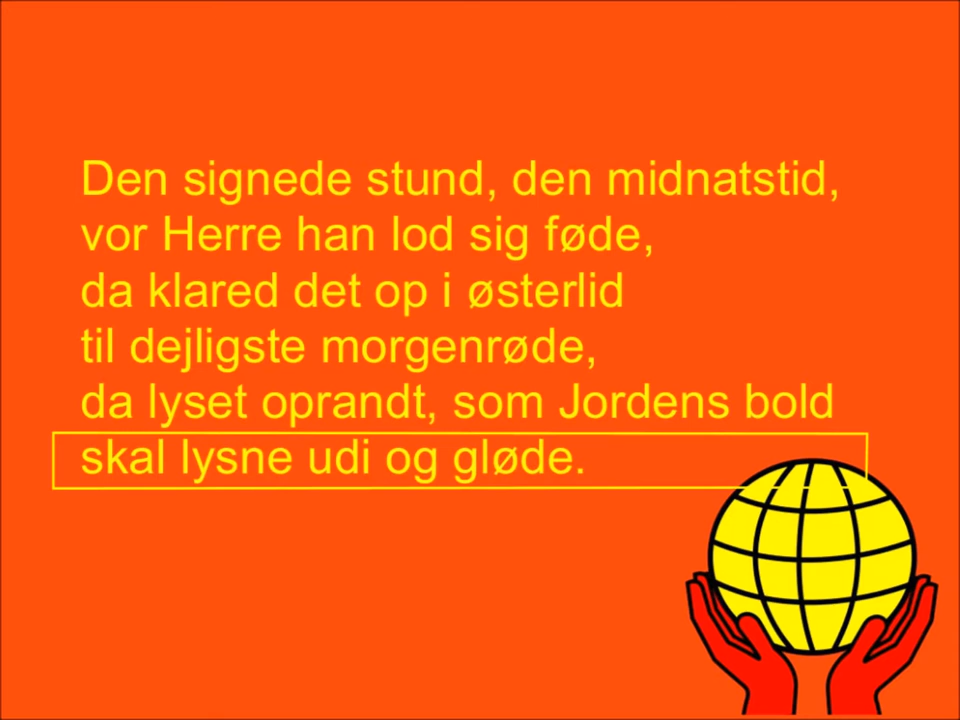 Den signede stund, den midnatstid,
vor Herre han lod sig føde,
da klared det op i østerlid
til dejligste morgenrøde,
da lyset oprandt, som Jordens bold
skal lysne udi og gløde.